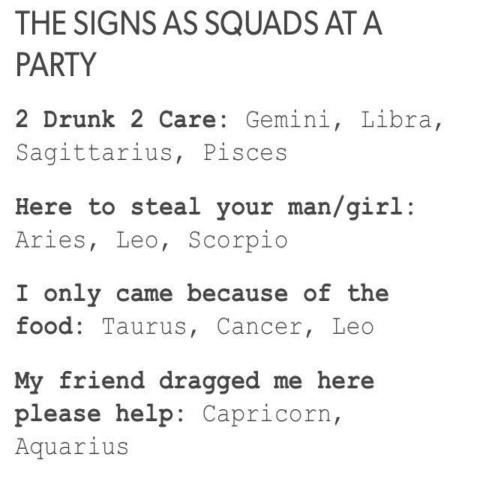 THE SIGNS AS SQUADS AT A
PARTY
2 Drunk 2 Care: Gemini, Libra,
Sagittarius, Pisces
Here to steal your man/girl:
Aries, Leo, Scorpio
I only came because of the
food: Taurus, Cancer, Leo
My friend dragged me here
please help: Capricorn,
Aquarius